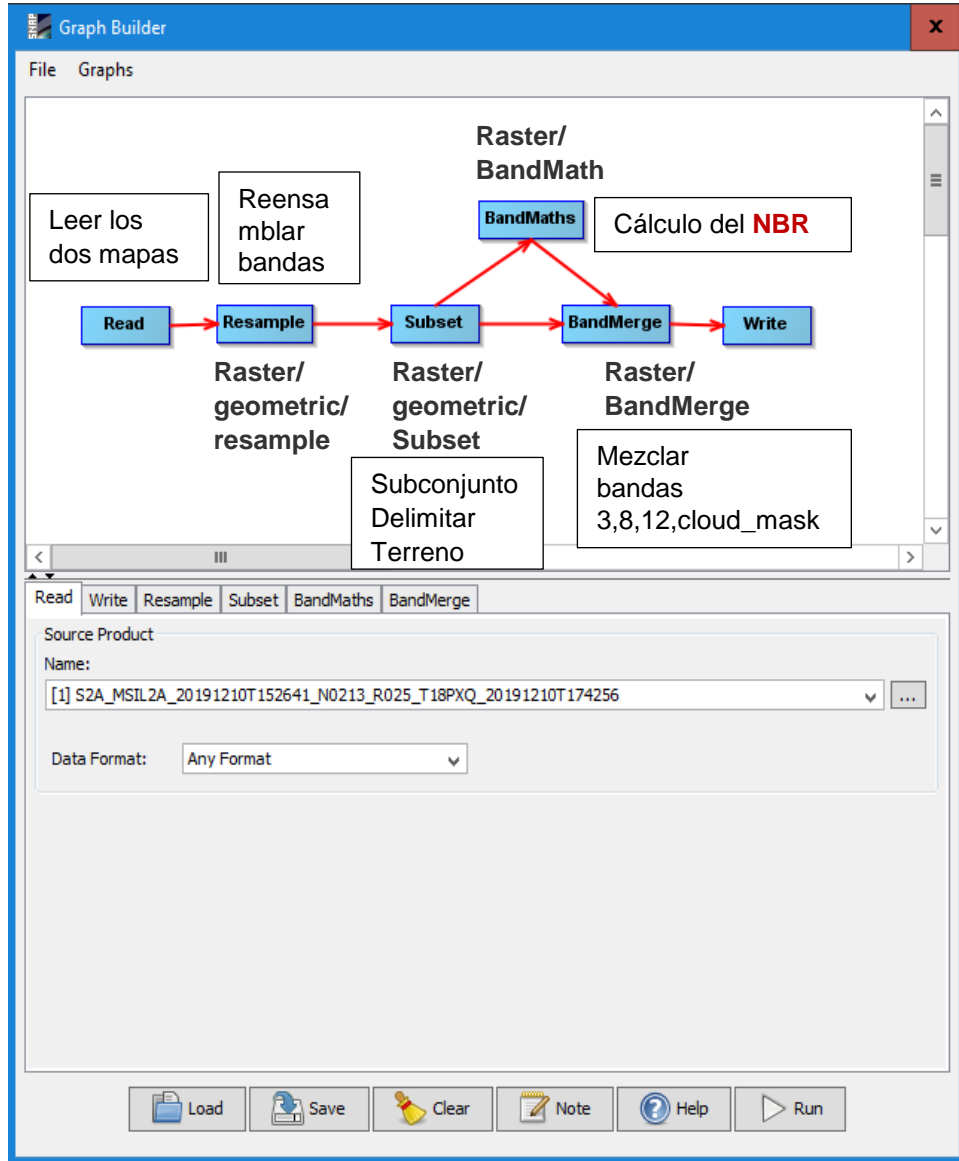 SNAP
Graph Builder
x
File Graphs
Raster/
BandMath
Leer los
dos mapas
Reensa
mblar
bandas
BandMaths
Cálculo del NBR
Read
Resample
Subset
BandMerge
Write
Raster/
geometric/
resample
Raster/
geometric/
Subset
Raster/
BandMerge
Subconjunto
Delimitar
Terreno
Mezclar
bandas
3,8,12,cloud_mask
Read Write Resample Subset BandMaths BandMerge
Source Product
Name:
[1] S2A_MSIL2A_20191210T152641_N0213_R025_T18PXQ_20191210T174256
...
Data Format: Any Format
Load Save Clear Note Help Run